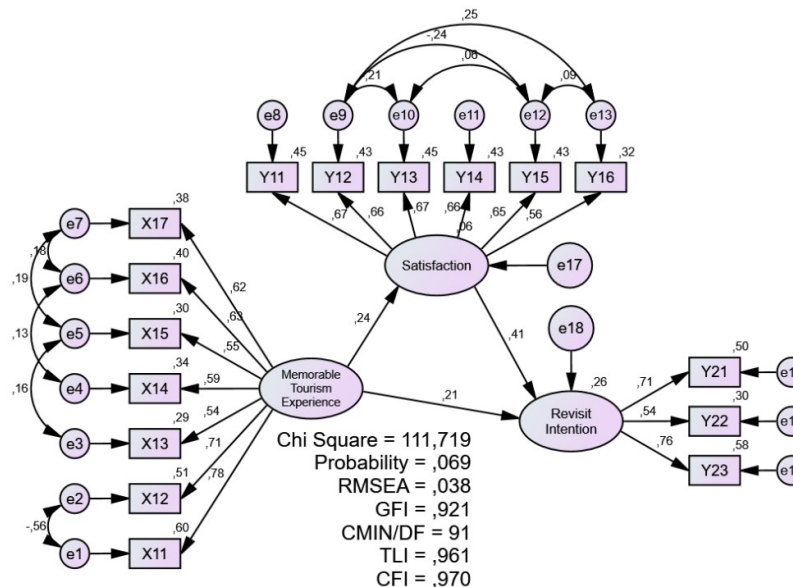 ,25
-,24
,21
,06
,09
e8
e9
e10
e11
e12
e13
,45
,43
,45
,43
,43
,32
Y11
Y12
Y13
Y14
Y15
Y16
,67
,66
,67
,66
,65
,56
,06
Satisfaction
e17
e7
X17
,38
,18
e6
X16
,40
,19
e5
X15
,30
,13
e4
X14
,34
,16
e3
X13
,29
e2
X12
,51
-,56
e1
X11
,60
,62
,63
,55
,59
,54
,71
,78
Memorable
Tourism
Experience
,24
,41
,21
e18
,26
Revisit
Intention
,71
,54
,76
,50
Y21
,30
Y22
,58
Y23
Chi Square = 111,719
Probability = ,069
RMSEA = ,038
GFI = ,921
CMIN/DF = 91
TLI = ,961
CFI = ,970